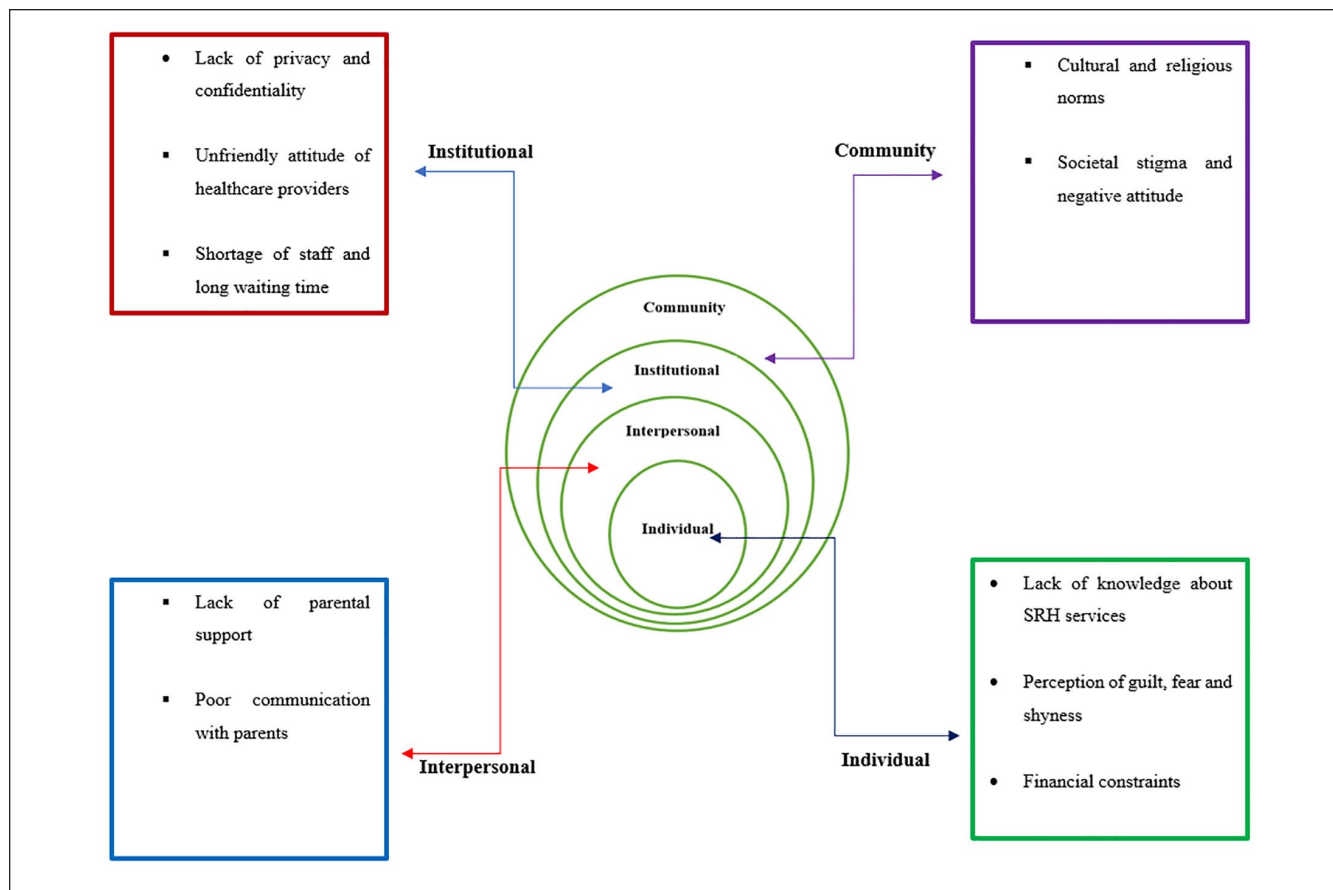 • Lack of privacy and
confidentiality
▪ Unfriendly attitude of
healthcare providers
▪ Shortage of staff and
long waiting time
Institutional
Community
▪ Cultural and religious
norms
▪ Societal stigma and
negative attitude
Community
Institutional
Interpersonal
Individual
▪ Lack of parental
support
▪ Poor communication
with parents
Interpersonal
Individual
• Lack of knowledge about
SRH services
• Perception of guilt, fear and
shyness
• Financial constraints